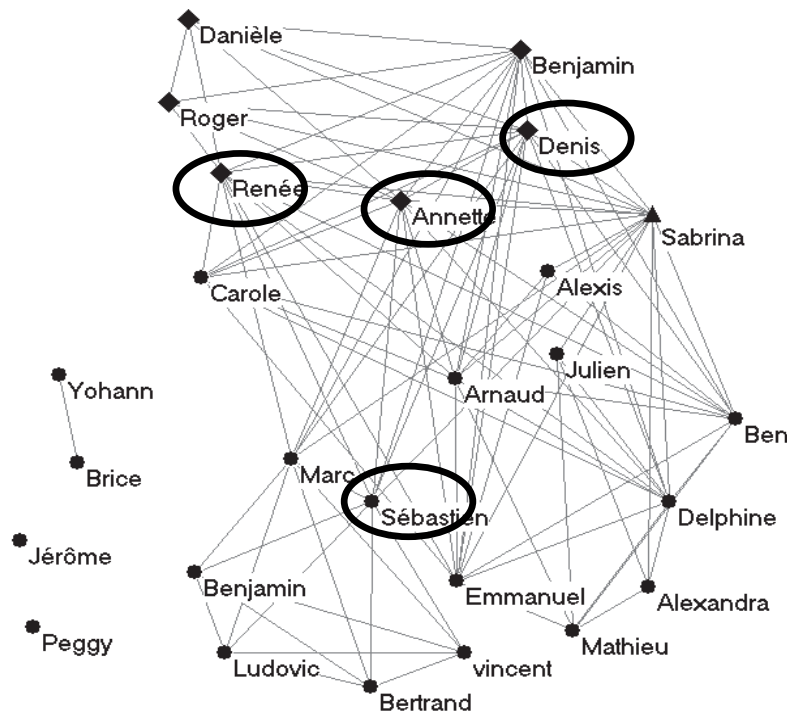 Danièle
Benjamin
Roger
Denis
Renée
Annette
Sabrina
Carole
Alexis
Julien
Yohann
Arnaud
Ben
Brice
Marc
Sébastien
Delphine
Jérôme
Benjamin
Emmanuel
Alexandra
Peggy
Ludovic
vincent
Mathieu
Bertrand